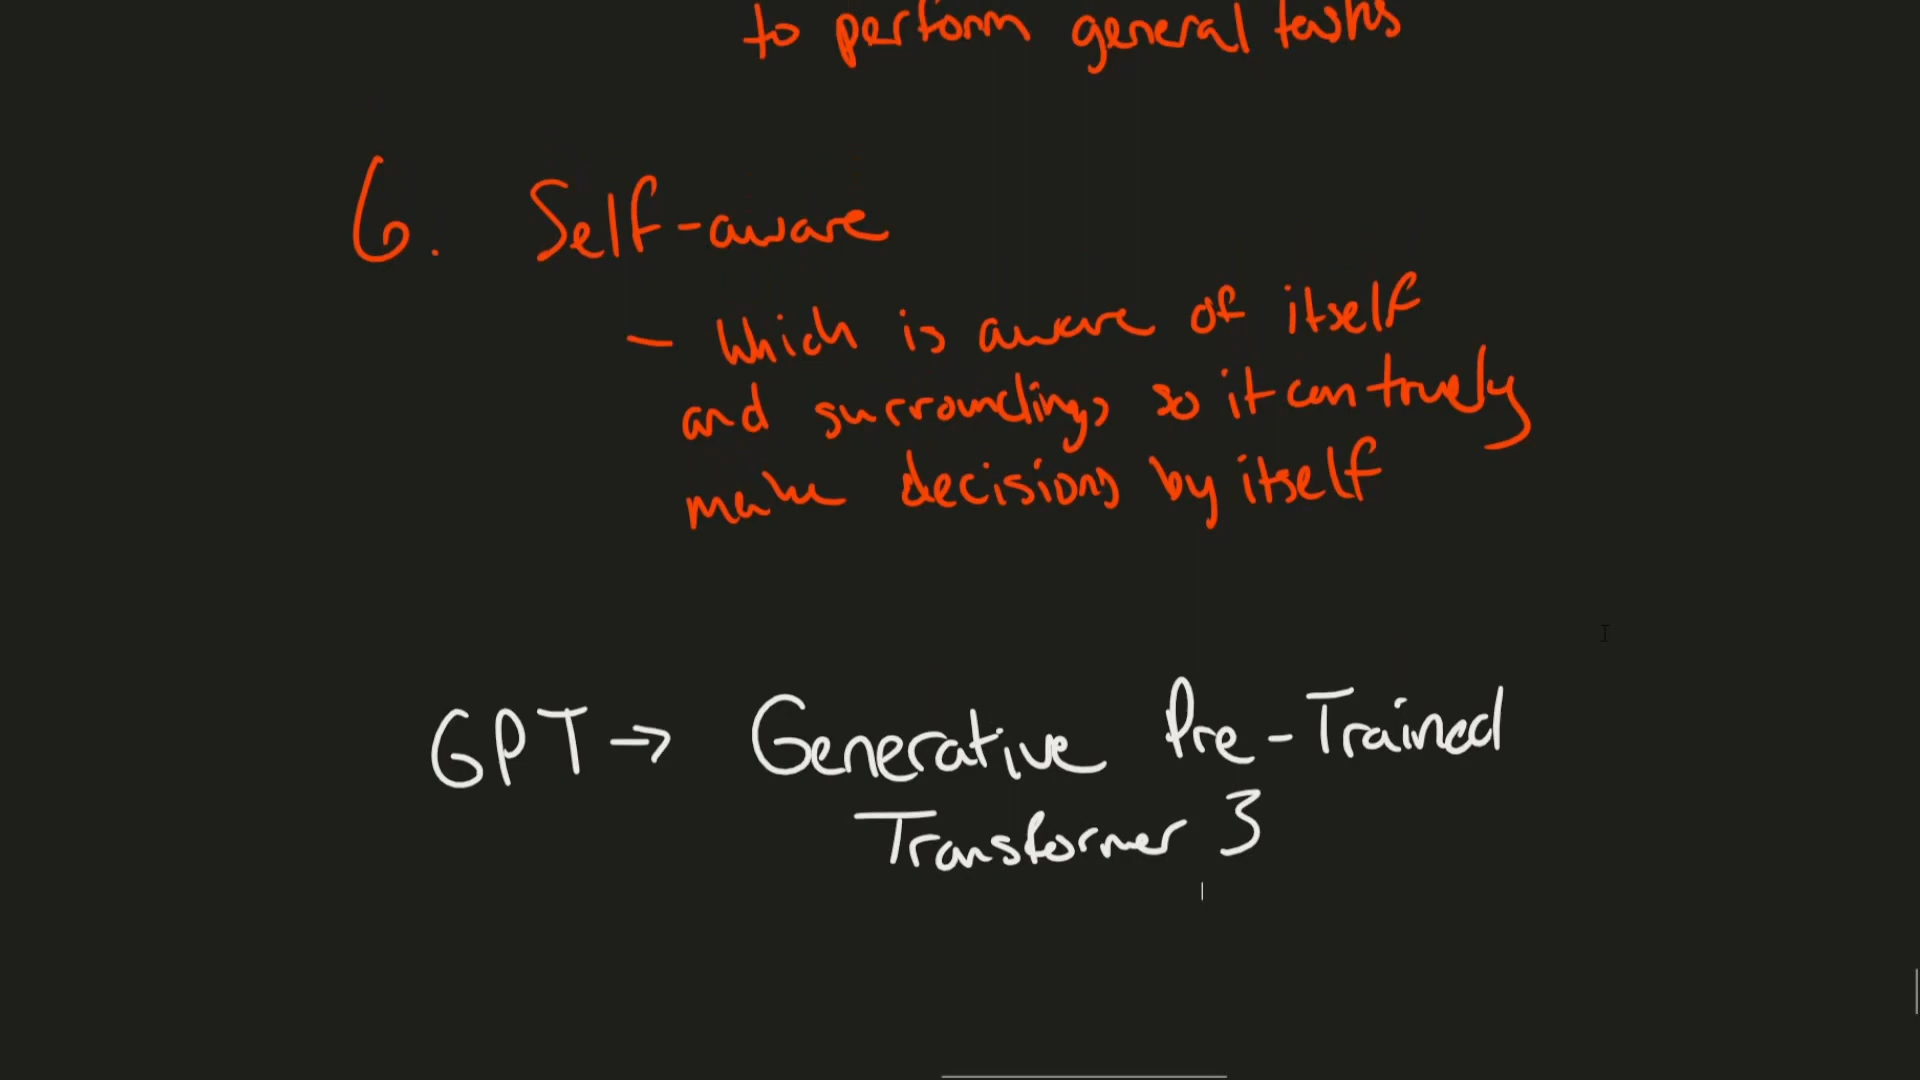 to perform general tasks
6. Self-aware
- Which is aware of itself
and surroundings so it can truely
make decisions by itself
GPT → Generative Pre-Trained
Transformer 3